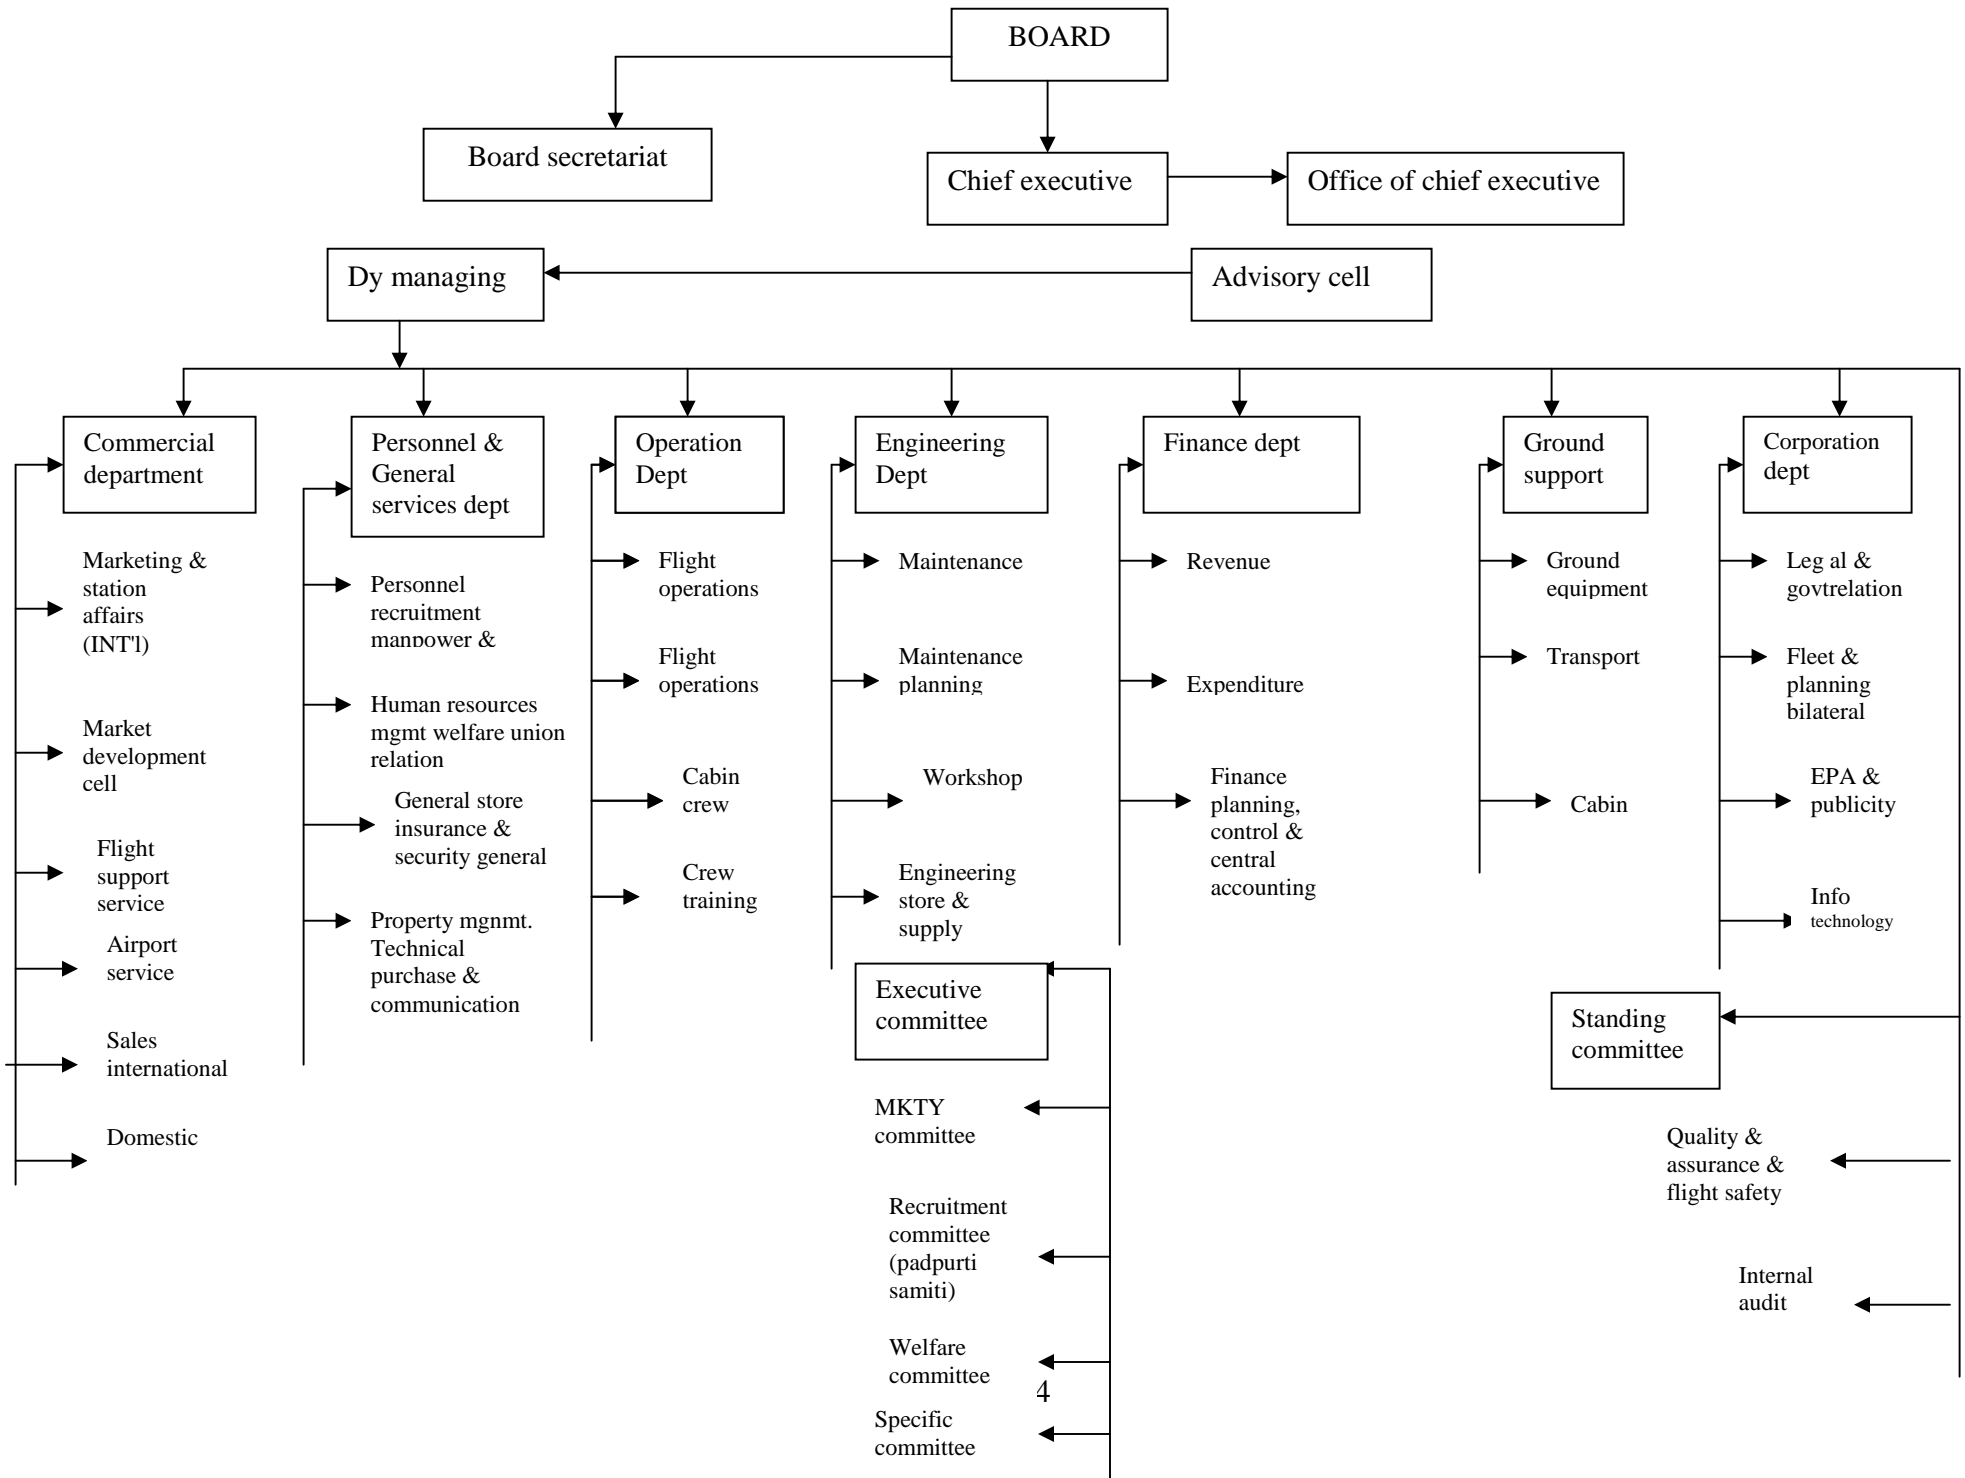 BOARD
Board secretariat
Chief executive
Office of chief executive
Dy managing
Advisory cell
Commercial
department
Personnel &
General
services dept
Operation
Dept
Engineering
Dept
Finance dept
Ground
support
Corporation
dept
Marketing &
station
affairs
(INT'l)
Market
development
cell
Flight
support
service
Airport
service
Sales
international
Domestic
Personnel
recruitment
manpower &
Human resources
mgmt welfare union
relation
General store
insurance &
security general
Property mgnmt.
Technical
purchase &
communication
Flight
operations
Flight
operations
Cabin
crew
Crew
training
Maintenance
Maintenance
planning
Workshop
Engineering
store &
supply
Revenue
Expenditure
Finance
planning,
control &
central
accounting
Ground
equipment
Transport
Cabin
Leg al &
govtrelation
Fleet &
planning
bilateral
EPA &
publicity
Info
technology
Executive
committee
MKTY
committee
Recruitment
committee
(padpurti
samiti)
Welfare
committee
4
Specific
committee
Standing
committee
Quality &
assurance &
flight safety
Internal
audit